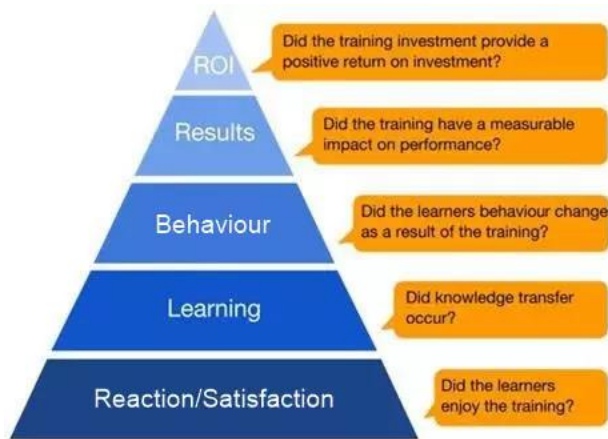 ROI
Did the training investment provide a
positive return on investment?
Results
Did the training have a measurable
impact on performance?
Behaviour
Did the learners behaviour change
as a result of the training?
Learning
Did knowledge transfer
occur?
Reaction/Satisfaction
Did the learners
enjoy the training?